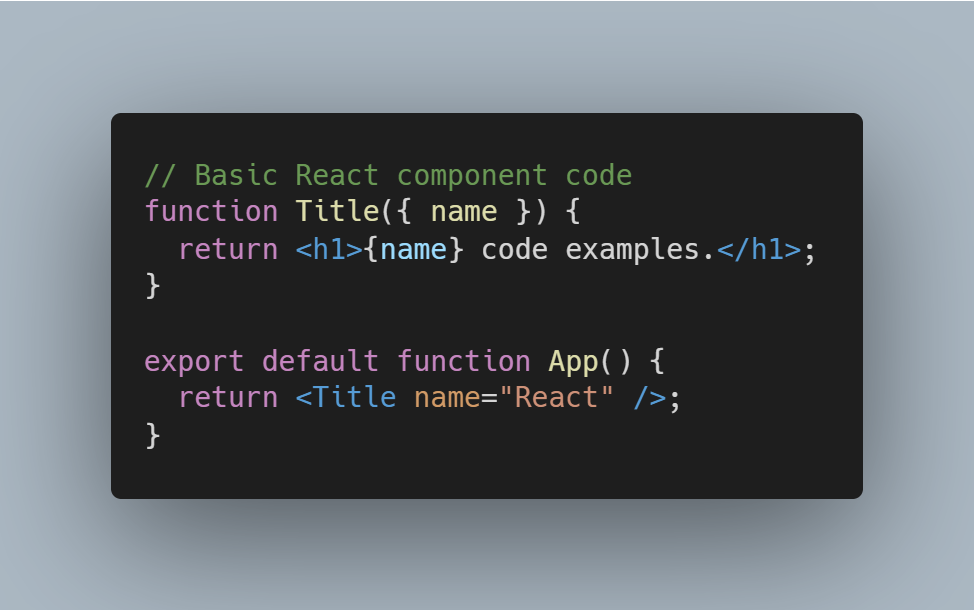 // Basic React component code
function Title({ name }) {
  return <h1>{name} code examples.</h1>;
}

export default function App() {
  return <Title name="React" />;
}